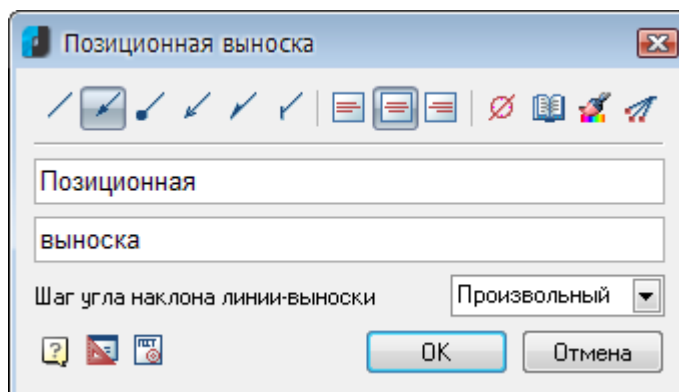 Позиционная выноска
Позиционная
выноска
Шаг угла наклона линии-выноски
Произвольный
OK
Отмена